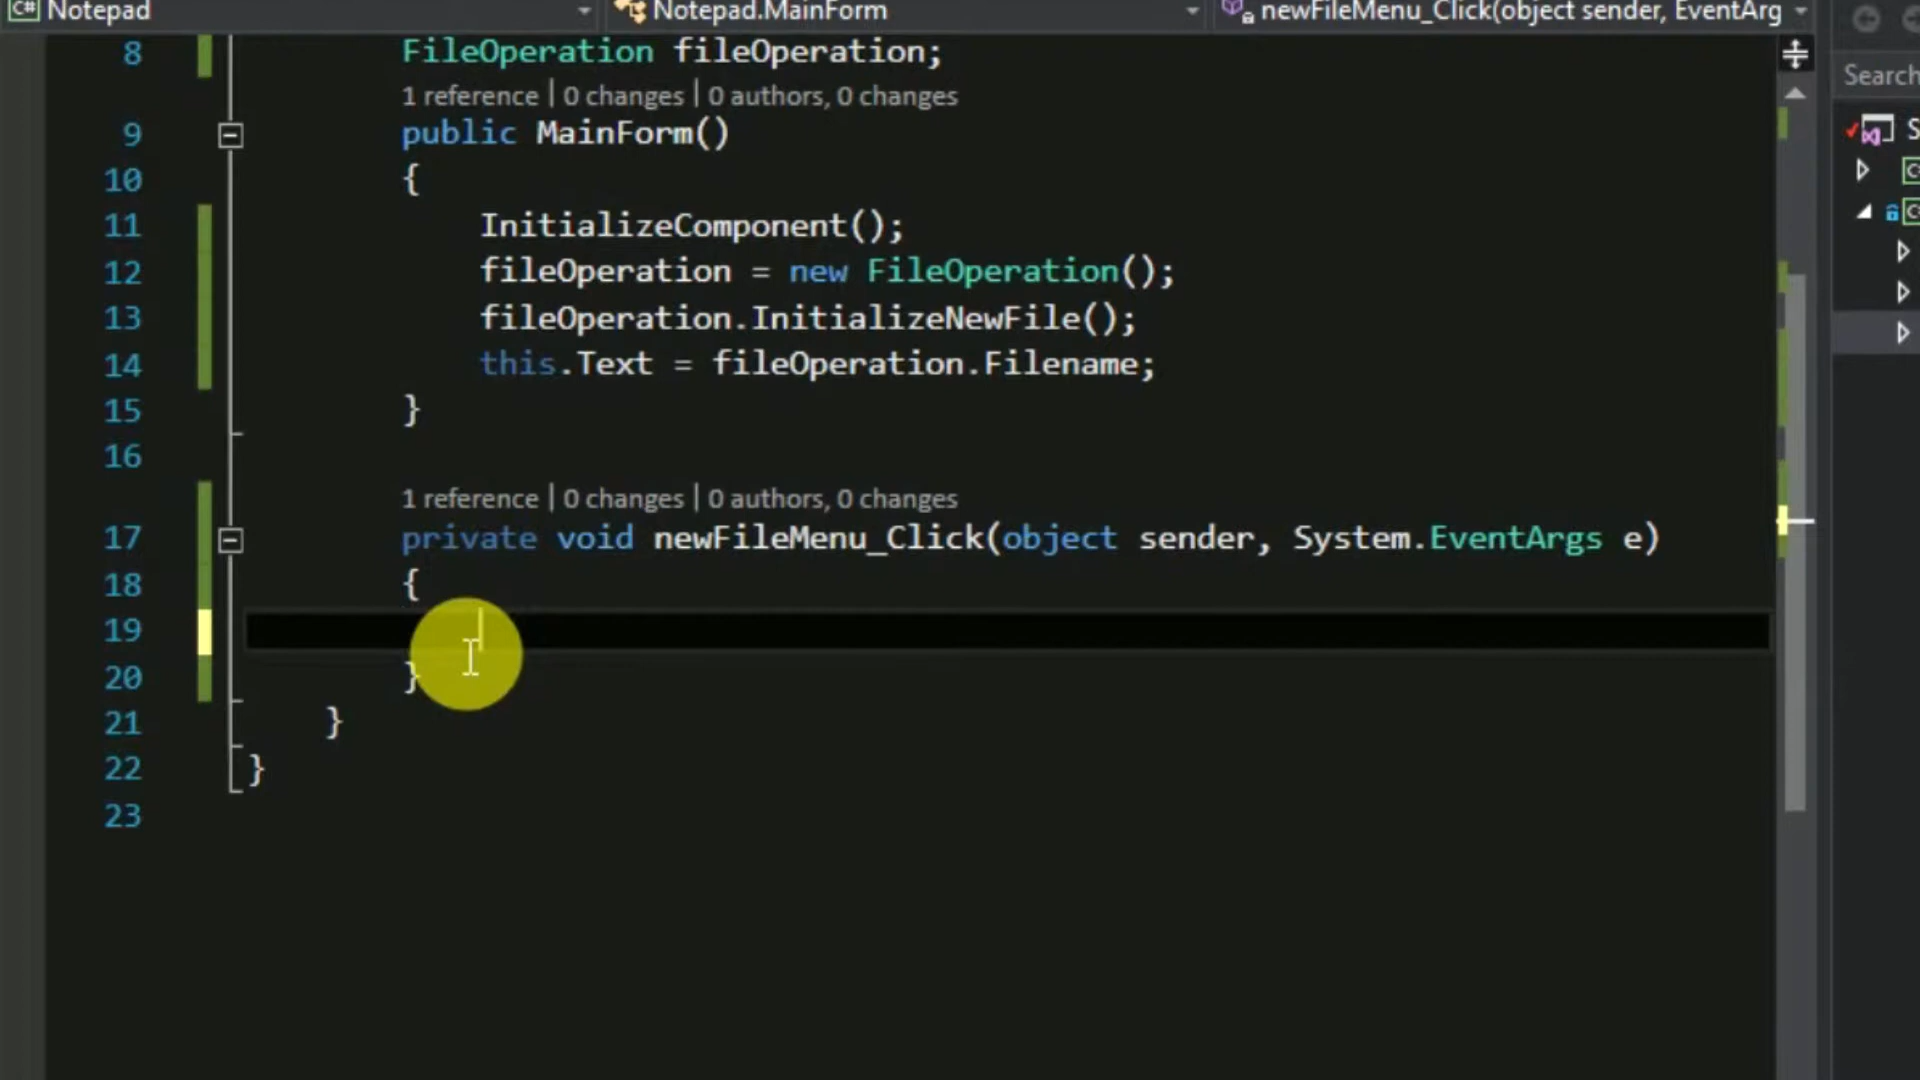 C# Notepad Notepad.MainForm newFileMenu_Click(object sender, EventArg
8 FileOperation fileOperation;
1 reference | 0 changes | 0 authors, 0 changes
9 public MainForm()
10 {
11 InitializeComponent();
12 fileOperation = new FileOperation();
13 fileOperation.InitializeNewFile();
14 this.Text = fileOperation.Filename;
15 }
16
1 reference | 0 changes | 0 authors, 0 changes
17 private void newFileMenu_Click(object sender, System.EventArgs e)
18 {
19
20 }
21 }
22 }
23
Search
S
C#
C#